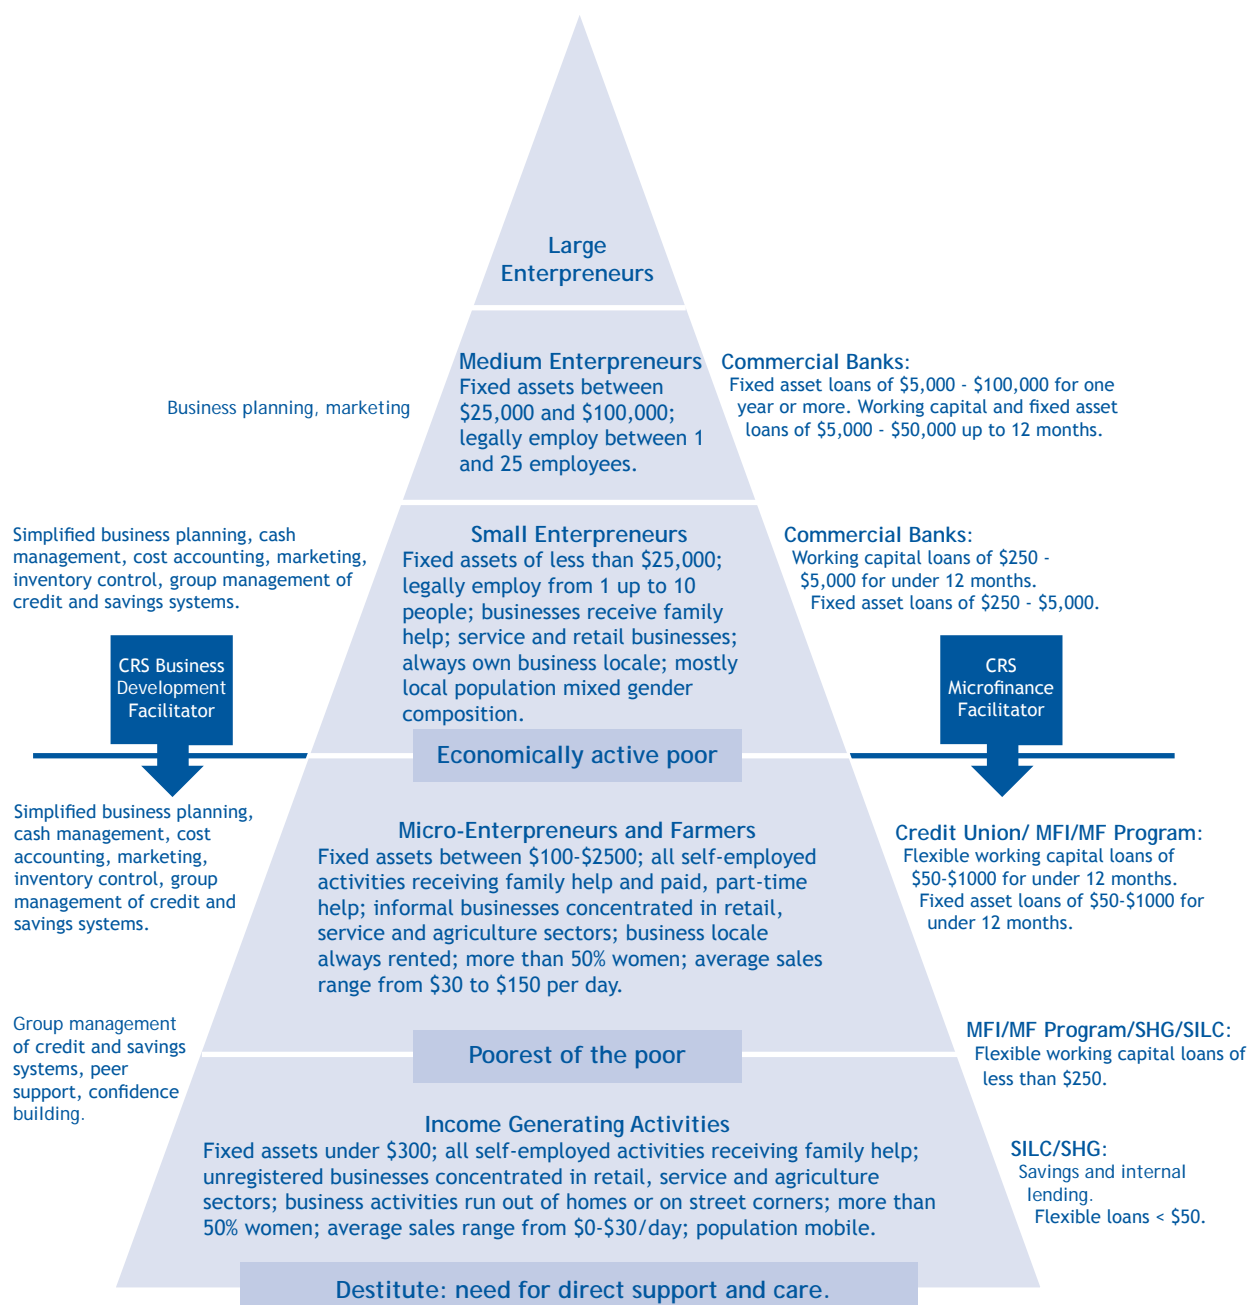 Large
Enterpreneurs
Medium Enterpreneurs
Fixed assets between
$25,000 and $100,000;
legally employ between 1
and 25 employees.
Business planning, marketing
Commercial Banks:
Fixed asset loans of $5,000 - $100,000 for one
year or more. Working capital and fixed asset
loans of $5,000 - $50,000 up to 12 months.
Simplified business planning, cash
management, cost accounting, marketing,
inventory control, group management of
credit and savings systems.
Small Enterpreneurs
Fixed assets of less than $25,000;
legally employ from 1 up to 10
people; businesses receive family
help; service and retail businesses;
always own business locale; mostly
local population mixed gender
composition.
Commercial Banks:
Working capital loans of $250 -
$5,000 for under 12 months.
Fixed asset loans of $250 - $5,000.
CRS Business
Development
Facilitator
CRS
Microfinance
Facilitator
Economically active poor
Simplified business planning,
cash management, cost
accounting, marketing,
inventory control, group
management of credit and
savings systems.
Micro-Enterpreneurs and Farmers
Fixed assets between $100-$2500; all self-employed
activities receiving family help and paid, part-time
help; informal businesses concentrated in retail,
service and agriculture sectors; business locale
always rented; more than 50% women; average sales
range from $30 to $150 per day.
Credit Union/ MFI/MF Program:
Flexible working capital loans of
$50-$1000 for under 12 months.
Fixed asset loans of $50-$1000 for
under 12 months.
Group management
of credit and savings
systems, peer
support, confidence
building.
Poorest of the poor
MFI/MF Program/SHG/SILC:
Flexible working capital loans of
less than $250.
Income Generating Activities
Fixed assets under $300; all self-employed activities receiving family help;
unregistered businesses concentrated in retail, service and agriculture
sectors; business activities run out of homes or on street corners; more than
50% women; average sales range from $0-$30/day; population mobile.
SILC/SHG:
Savings and internal
lending.
Flexible loans < $50.
Destitute: need for direct support and care.